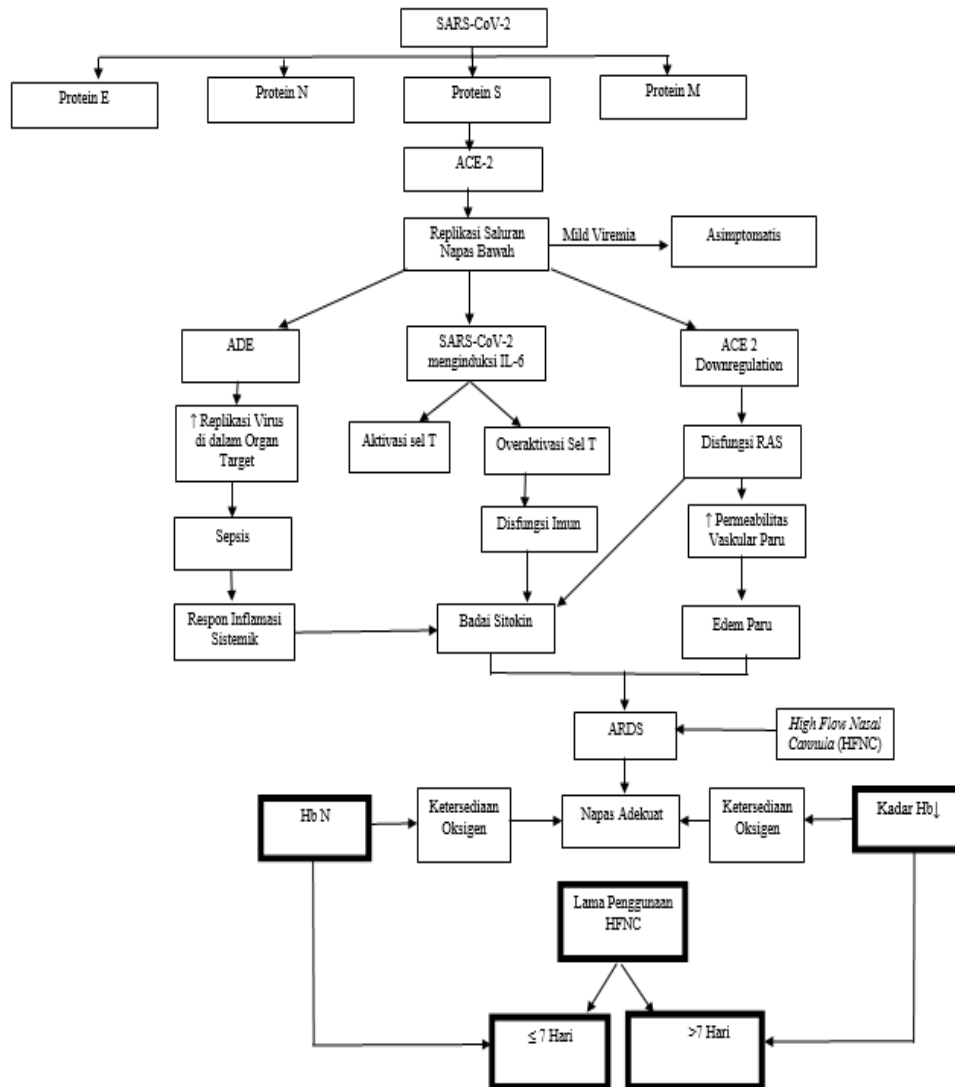 SARS-CoV-2
Protein E
Protein N
Protein S
Protein M
ACE-2
Replikasi Saluran
Napas Bawah
Mild Viremia
Asimptomatis
ADE
SARS-CoV-2
menginduksi IL-6
ACE 2
Downregulation
↑ Replikasi Virus
di dalam Organ
Target
Aktivasi sel T
Overaktivasi Sel T
Disfungsi RAS
Sepsis
Disfungsi Imun
↑ Permeabilitas
Vaskular Paru
Respon Inflamasi
Sistemik
Badai Sitokin
Edem Paru
ARDS
High Flow Nasal
Cannula (HFNC)
Hb N
Ketersediaan
Oksigen
Napas Adekuat
Ketersediaan
Oksigen
Kadar Hb↓
Lama Penggunaan
HFNC
≤ 7 Hari
>7 Hari